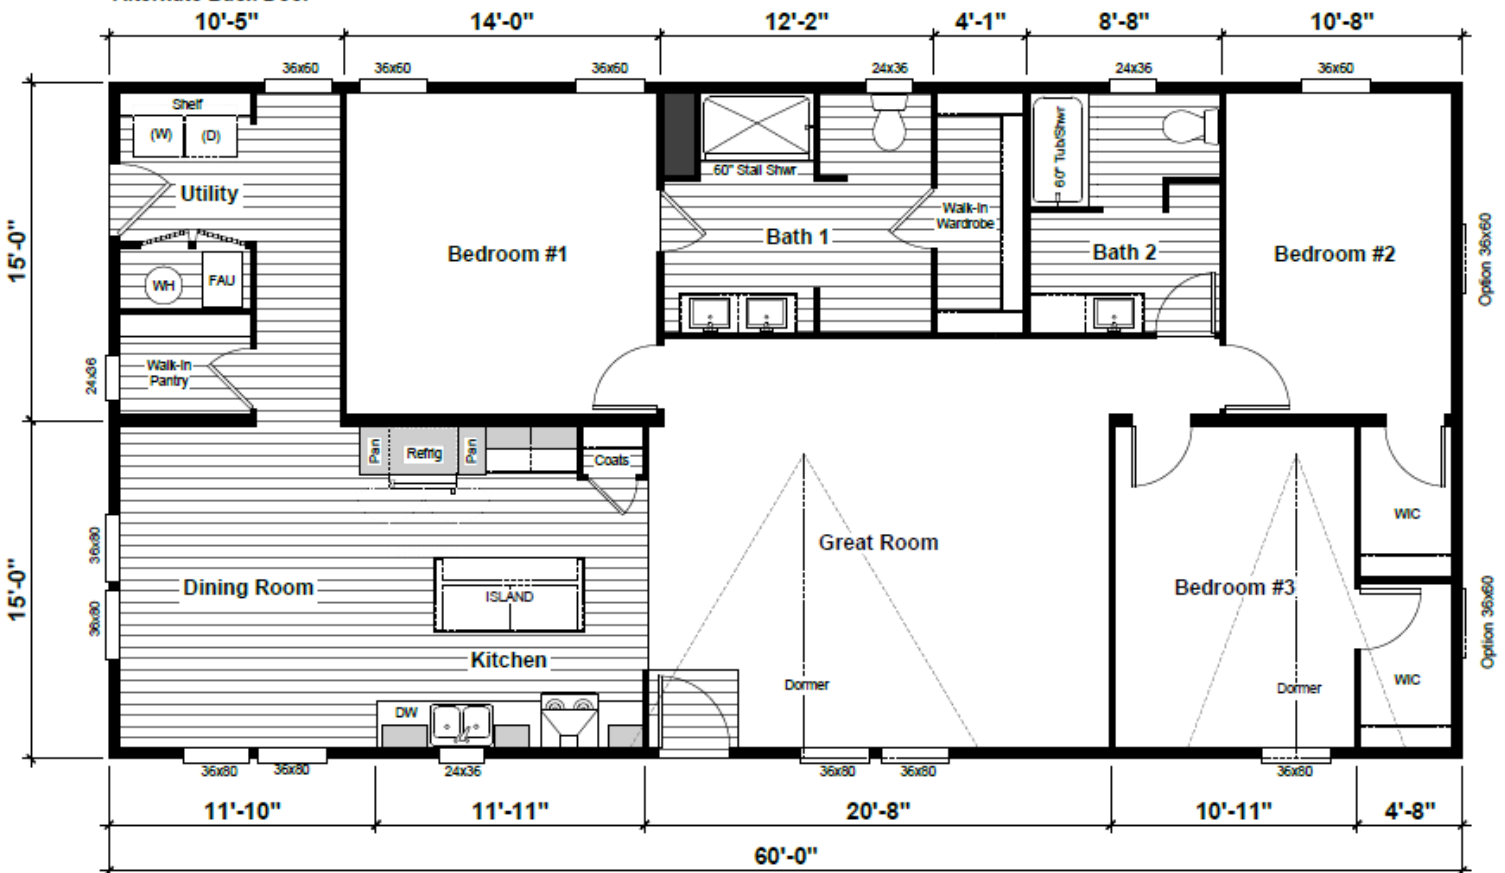 10'-5" 14'-0" 12'-2" 4'-1" 8'-8" 10'-8"
36x60 36x60 36x60 24x36 24x36 36x60
Shelf
(W) (D)
60" Stall Shwr
60" Tub/Shwr
Utility
Walk-In
Wardrobe
Bath 1
Bedroom #1
Bath 2
Bedroom #2
Option 36x60
15'-0"
WH
FAU
Walk-In
Pantry
24x36
Pan
Refrig
Pan
Coats
WIC
Great Room
36x80
Dining Room
ISLAND
Bedroom #3
15'-0"
36x80
Option 36x60
Kitchen
Dormer
Dormer
WIC
DW
36x80 36x80 24x36 36x80 36x80 36x80
11'-10" 11'-11" 20'-8" 10'-11" 4'-8"
60'-0"